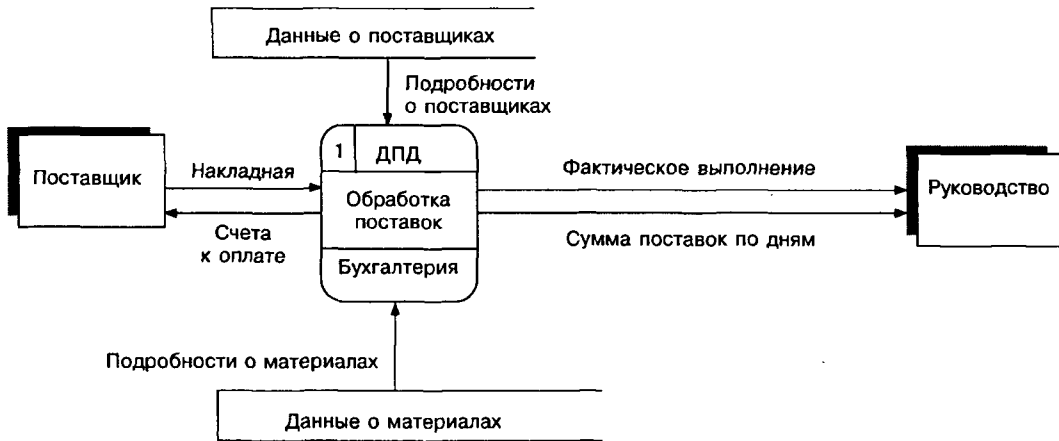 Данные о поставщиках
Подробности
о поставщиках
1
ДПД
Поставщик
Накладная
Обработка
поставок
Фактическое выполнение
Руководство
Счета
к оплате
Сумма поставок по дням
Бухгалтерия
Подробности о материалах
Данные о материалах